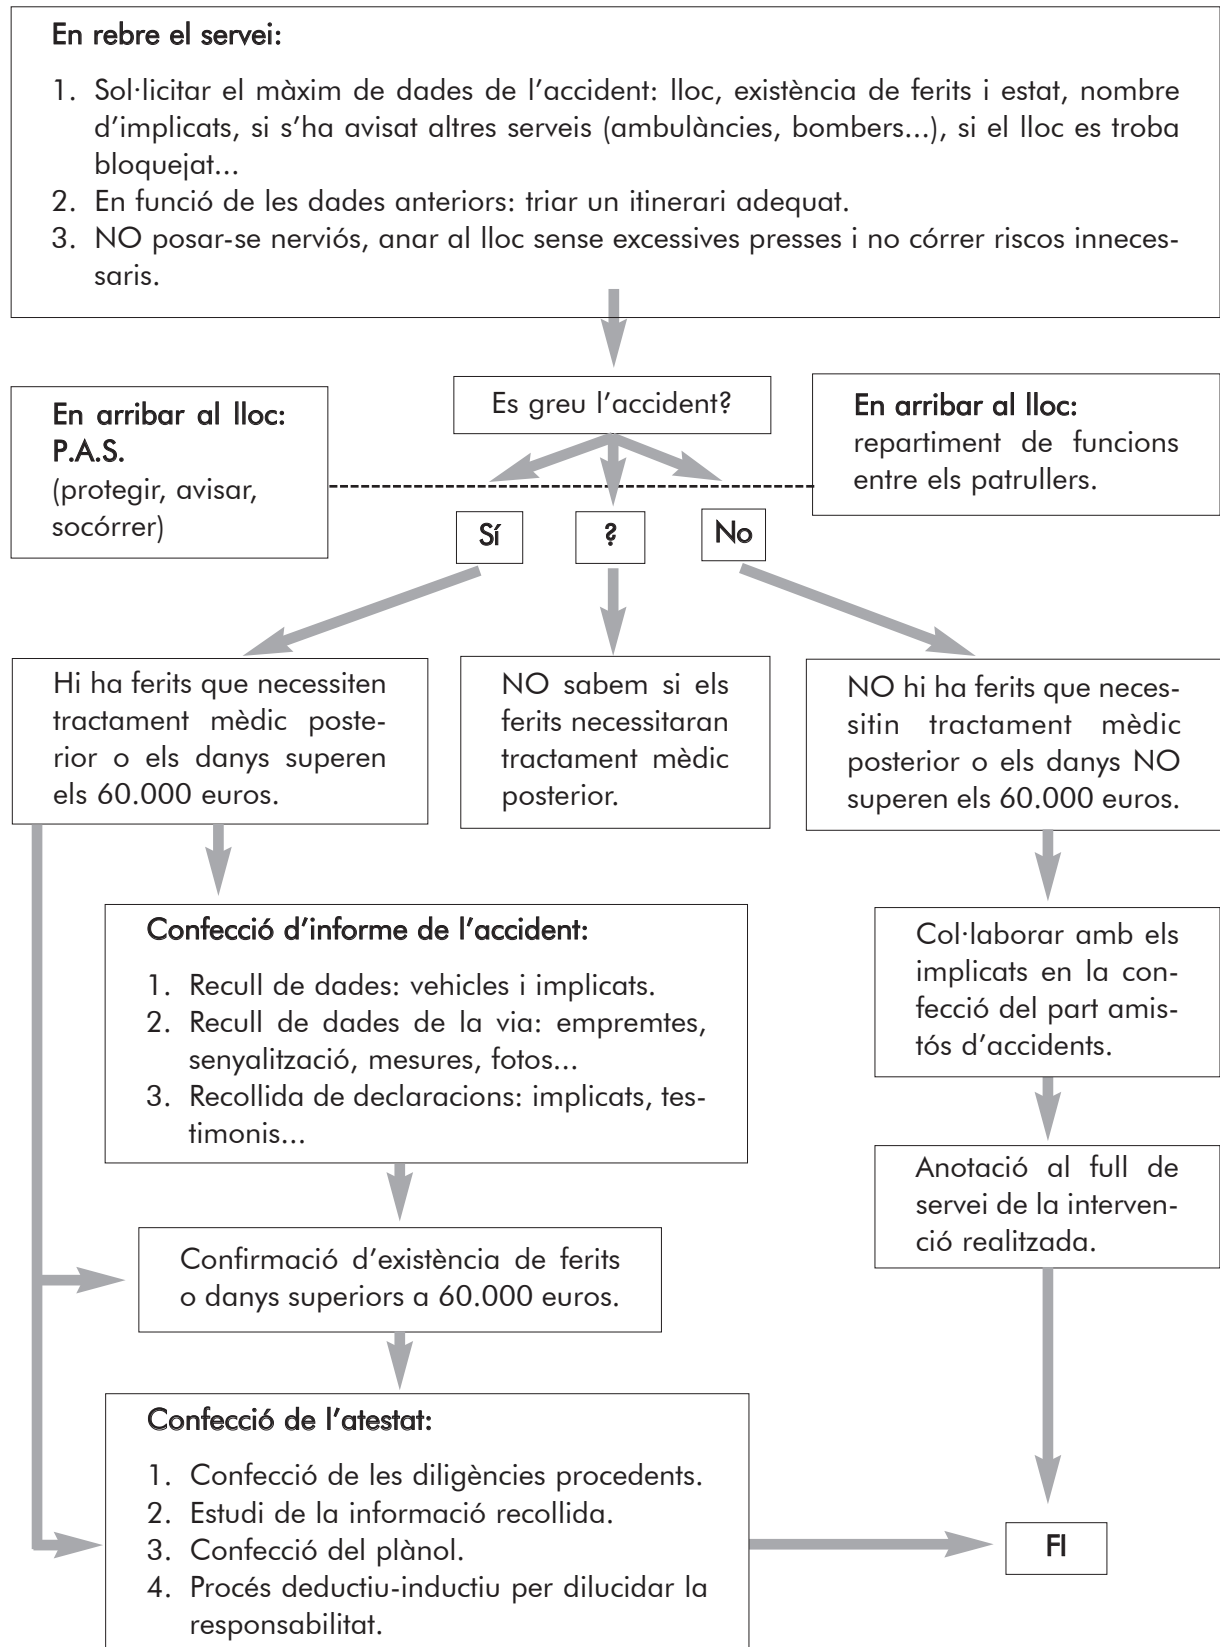 En rebre el servei:
1. Sol·licitar el màxim de dades de l'accident: lloc, existència de ferits i estat, nombre
d'implicats, si s'ha avisat altres serveis (ambulàncies, bombers...), si el lloc es troba
bloquejat...
2. En funció de les dades anteriors: triar un itinerari adequat.
3. NO posar-se nerviós, anar al lloc sense excessives presses i no córrer riscos inneces-
saris.
En arribar al lloc:
P.A.S.
(protegir, avisar,
socórrer)
Es greu l'accident?
En arribar al lloc:
repartiment de funcions
entre els patrullers.
Sí
?
No
Hi ha ferits que necessiten
tractament mèdic poste-
rior o els danys superen
els 60.000 euros.
NO sabem si els
ferits necessitaran
tractament mèdic
posterior.
NO hi ha ferits que neces-
sitin tractament mèdic
posterior o els danys NO
superen els 60.000 euros.
Confecció d'informe de l'accident:
1. Recull de dades: vehicles i implicats.
2. Recull de dades de la via: empremtes,
senyalització, mesures, fotos...
3. Recollida de declaracions: implicats, tes-
timonis...
Col·laborar amb els
implicats en la con-
fecció del part amis-
tós d'accidents.
Anotació al full de
servei de la interven-
ció realitzada.
Confirmació d'existència de ferits
o danys superiors a 60.000 euros.
Confecció de l'atestat:
1. Confecció de les diligències procedents.
2. Estudi de la informació recollida.
3. Confecció del plànol.
4. Procés deductiu-inductiu per dilucidar la
responsabilitat.
FI